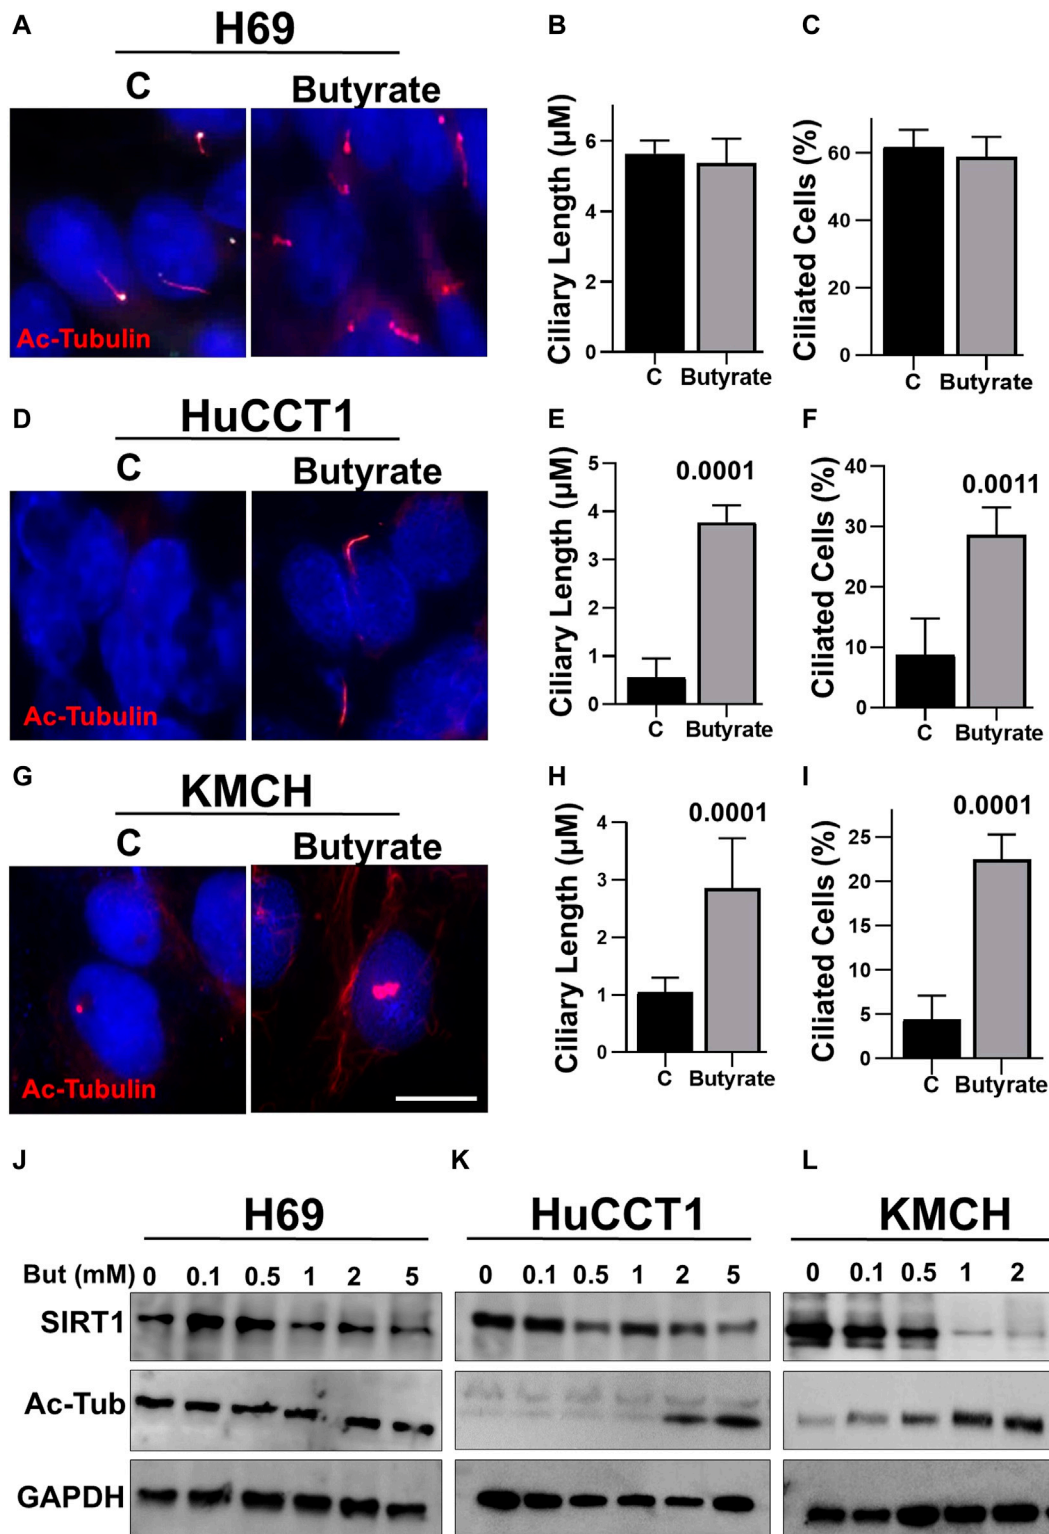 A
H69
C Butyrate
Ac-Tubulin
B
Ciliary Length (µM)
6
4
2
0
C Butyrate
C
Ciliated Cells (%)
60
40
20
0
C Butyrate
D
HuCCT1
C Butyrate
Ac-Tubulin
E
Ciliary Length (µM)
5
4
3
2
1
0
0.0001
C Butyrate
F
Ciliated Cells (%)
40
30
20
10
0
0.0011
C Butyrate
G
KMCH
C Butyrate
Ac-Tubulin
H
Ciliary Length (µM)
4
3
2
1
0
0.0001
C Butyrate
I
Ciliated Cells (%)
25
20
15
10
5
0
0.0001
C Butyrate
J
H69
But (mM) 0 0.1 0.5 1 2 5
SIRT1
Ac-Tub
GAPDH
K
HuCCT1
0 0.1 0.5 1 2 5
L
KMCH
0 0.1 0.5 1 2